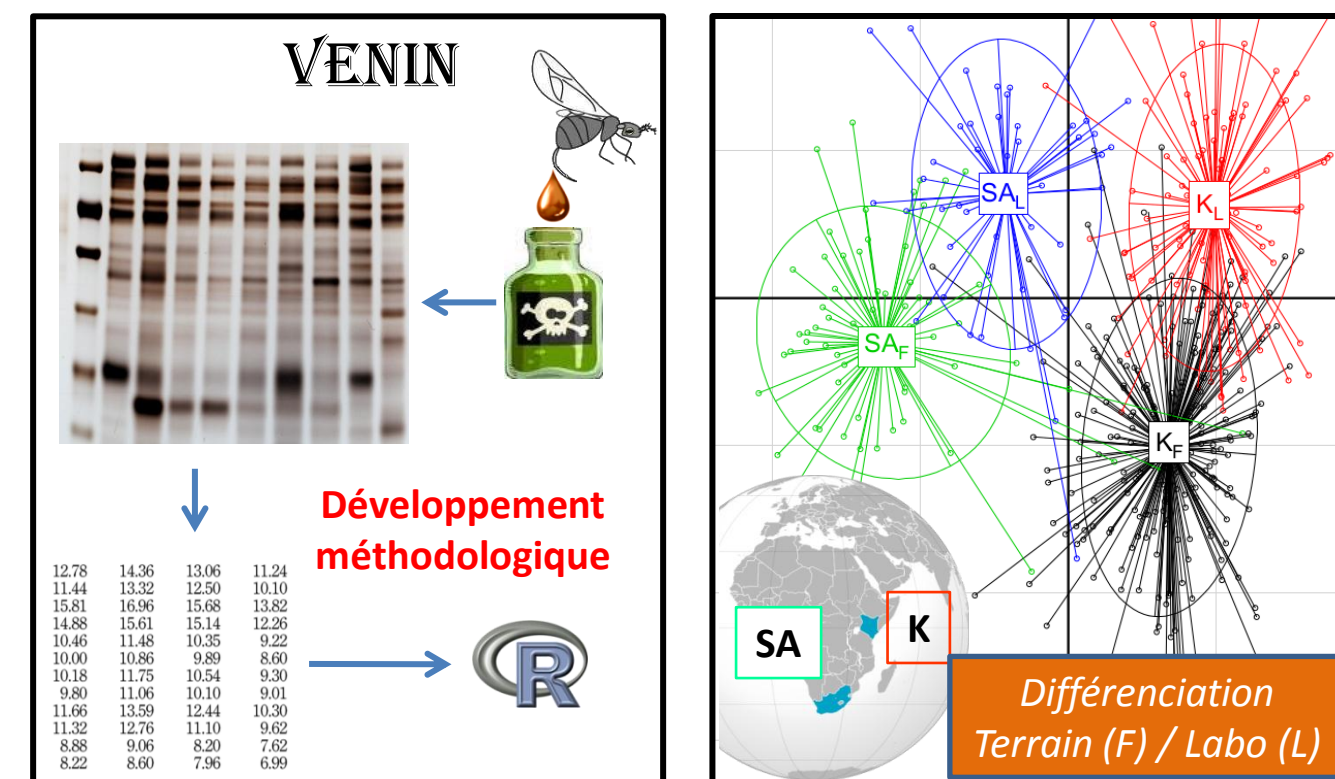 VENIN
Développement
méthodologique
12.78 14.36 13.06 11.24
11.44 13.32 12.50 10.10
15.81 16.96 15.68 13.82
14.88 15.61 15.14 12.26
10.46 11.48 10.35 9.22
10.00 10.86 9.89 8.60
10.18 11.75 10.54 9.30
9.80 11.06 10.10 9.01
11.66 13.59 12.44 10.30
11.32 12.76 11.10 9.62
8.88 9.06 8.20 7.62
8.22 8.60 7.96 6.99
R
SA_L
K_L
SA_F
K_F
SA
K
Différenciation
Terrain (F) / Labo (L)